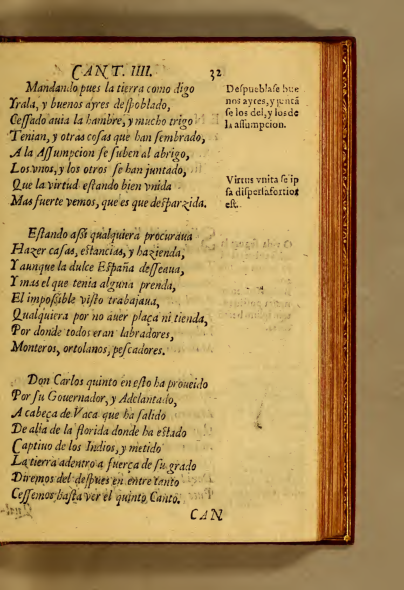 CANT. IIII. 32
Mandando pues la tierra como digo
Yrala, y buenos ayres deſpoblado,
Ceſſado auia la hambre, y mucho trigo
Tenian, y otras coſas que han ſembrado,
A la Aſſumpcion ſe ſuben al abrigo,
Los vnos, y los otros ſe han juntado,
Que la virtud eſtando bien vnida
Mas fuerte vemos, que es que deſparzida.
Deſpueblaſe bue
nos ayres, y juntã
ſe los del, y los de
la aſſumpcion.
Virtus vnita ſe ip
ſa diſperſa fortior
eſt.
Eſtando aſsi qualquiera procuraua
Hazer caſas, eſtancias, y hazienda,
Y aunque la dulce Eſpaña deſſeaua,
Y mas el que tenia alguna prenda,
El impoſsible viſto trabajaua,
Qualquiera por no auer plaça ni tienda,
Por donde todos eran labradores,
Monteros, ortolanos, peſcadores.
Don Carlos quinto en eſto ha proueido
Por ſu Gouernador, y Adelantado,
A cabeça de Vaca que ha ſalido
De alla de la florida donde ha eſtado
Captiuo de los Indios, y metido
La tierra adentro a fuerça de ſu grado
Diremos del deſpues en entre tanto
Ceſſemos haſta ver el quinto Canto.
CAN